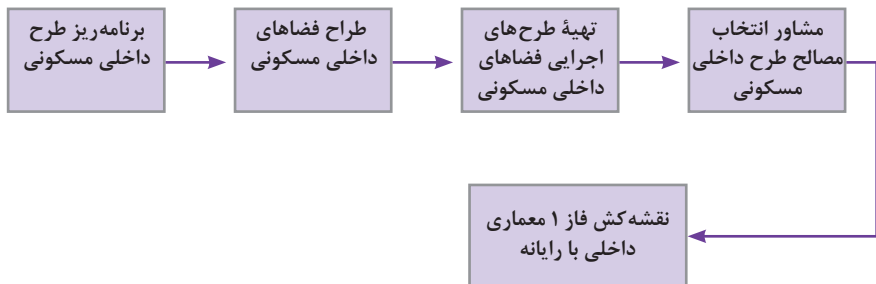 برنامه‌ریز طرح
داخلی مسکونی
طراح فضاهای
داخلی مسکونی
تهیۀ طرح‌های
اجرایی فضاهای
داخلی مسکونی
مشاور انتخاب
مصالح طرح داخلی
مسکونی
نقشه‌کش فاز ۱ معماری
داخلی با رایانه